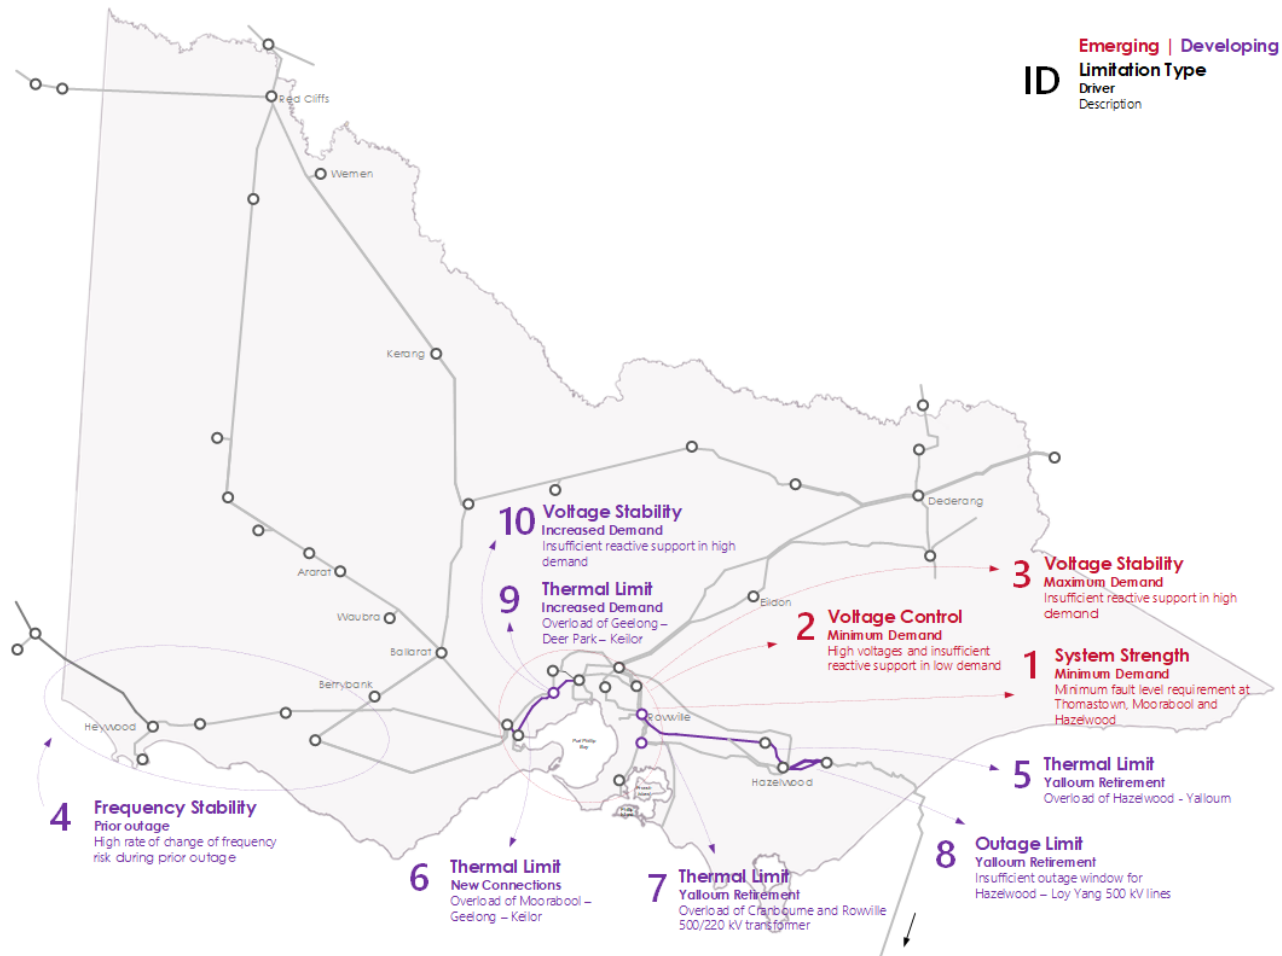 Emerging | Developing
ID
Limitation Type
Driver
Description
Red Cliffs
Wemen
Kerang
Dederang
10
Voltage Stability
Increased Demand
Insufficient reactive support in high
demand
Ararat
9
Thermal Limit
Increased Demand
Overload of Geelong –
Deer Park – Keilor
Eildon
3
Voltage Stability
Maximum Demand
Insufficient reactive support in high
demand
Waubra
2
Voltage Control
Minimum Demand
High voltages and insufficient
reactive support in low demand
Ballarat
1
System Strength
Minimum Demand
Minimum fault level requirement at
Thomastown, Moorabool and
Hazelwood
Berrybank
Heywood
Rowville
Port Phillip
Bay
Hazelwood
5
Thermal Limit
Yallourn Retirement
Overload of Hazelwood - Yallourn
4
Frequency Stability
Prior outage
High rate of change of frequency
risk during prior outage
8
Outage Limit
Yallourn Retirement
Insufficient outage window for
Hazelwood – Loy Yang 500 kV lines
6
Thermal Limit
New Connections
Overload of Moorabool –
Geelong – Keilor
7
Thermal Limit
Yallourn Retirement
Overload of Cranbourne and Rowville
500/220 kV transformer